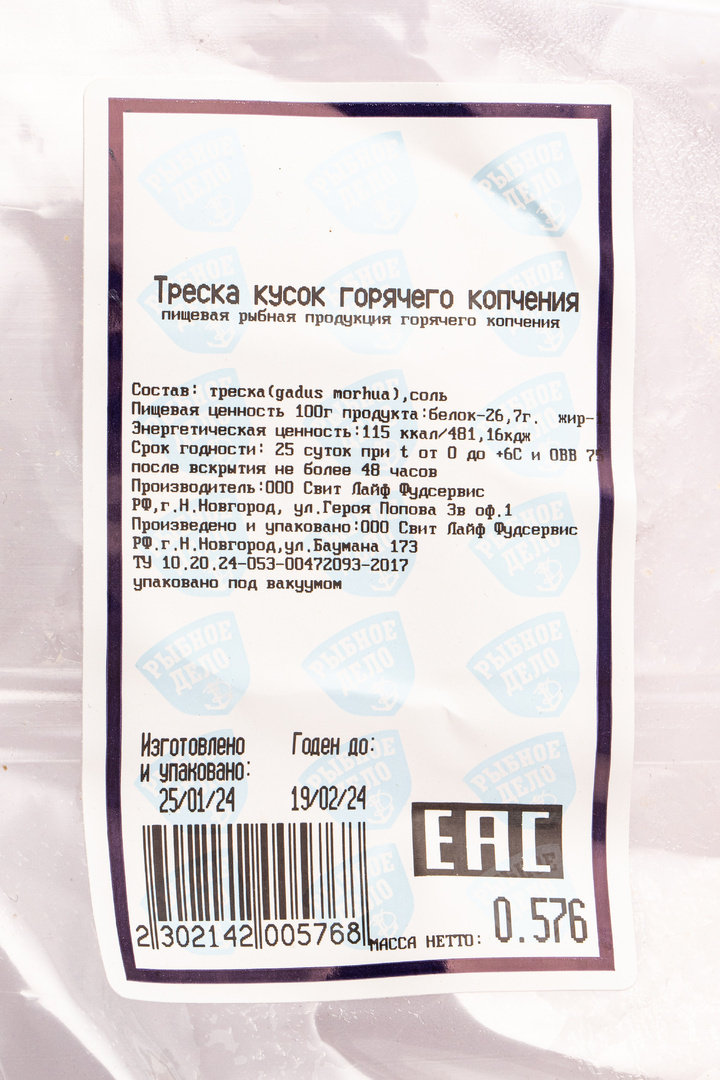 РЫБНОЕ ДЕЛО
Треска кусок горячего копчения
пищевая рыбная продукция горячего копчения
Состав: треска(gadus morhua),соль
Пищевая ценность 100г продукта:белок-26,7г. жир-
Энергетическая ценность:115 ккал/481,16кдж
Срок годности: 25 суток при t от 0 до +6С и ОВВ 75
после вскрытия не более 48 часов
Производитель:ООО Свит Лайф Фудсервис
РФ,г.Н.Новгород, ул.Героя Попова 3в оф.1
Произведено и упаковано:ООО Свит Лайф Фудсервис
РФ.г.Н.Новгород,ул.Баумана 173
ТУ 10.20.24-053-00472093-2017
упаковано под вакуумом
Изготовлено Годен до:
и упаковано:
25/01/24 19/02/24
EAC
2 302142 005768
МАССА НЕТТО: 0.576